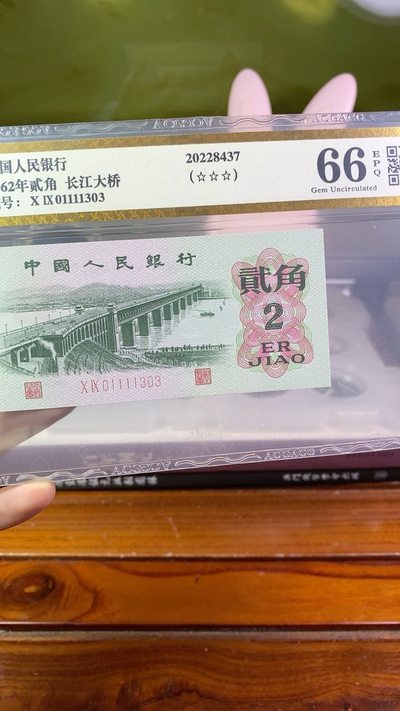 国人民银行
62年贰角 长江大桥
号: X IX 01111303
20228437
(☆☆☆)
66 EPQ
Gem Uncirculated
中國人民銀行
貳角
2
ER
JIAO
X IX 01111303